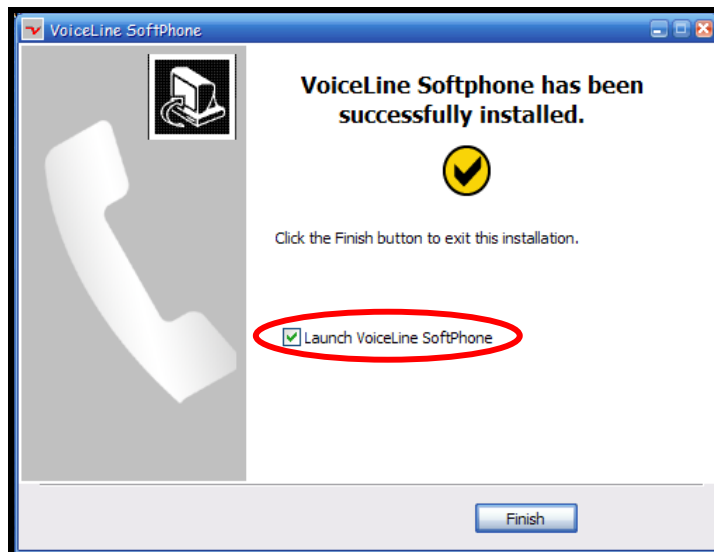 VoiceLine SoftPhone
VoiceLine Softphone has been
successfully installed.
Click the Finish button to exit this installation.
Launch VoiceLine SoftPhone
Finish